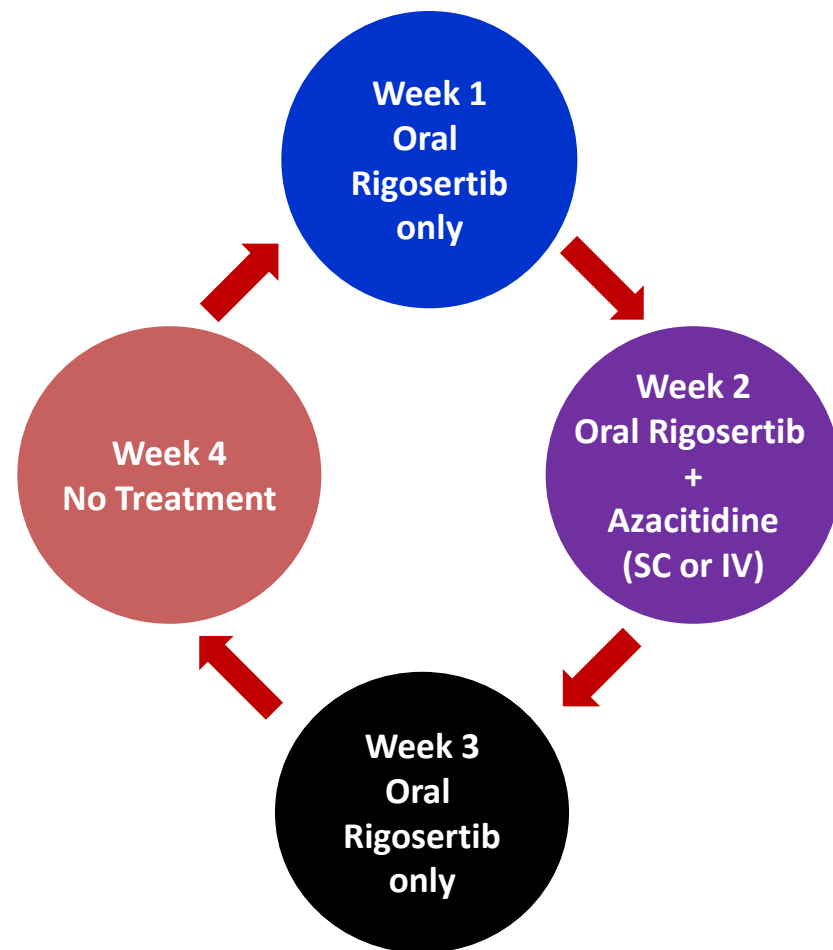 Week 1
Oral
Rigosertib
only
Week 2
Oral Rigosertib
+
Azacitidine
(SC or IV)
Week 3
Oral
Rigosertib
only
Week 4
No Treatment